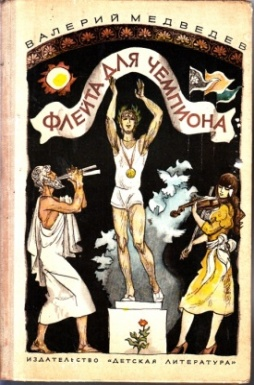 ВАЛЕРИЙ МЕДВЕДЕВ
ФЛЕЙТА ДЛЯ ЧЕМПИОНА
ИЗДАТЕЛЬСТВО «ДЕТСКАЯ ЛИТЕРАТУРА»